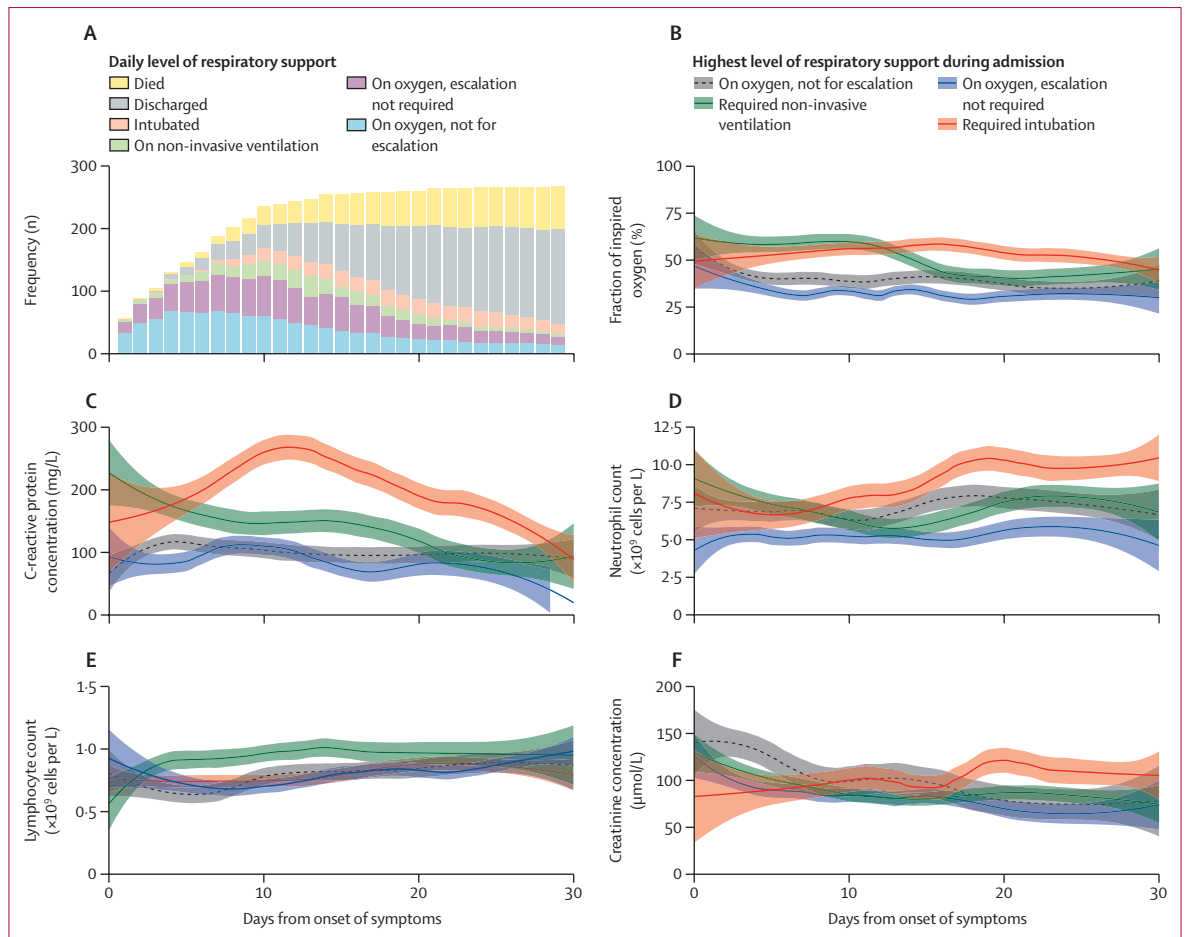 A
Daily level of respiratory support
Died
Discharged
Intubated
On non-invasive ventilation
On oxygen, escalation
not required
On oxygen, not for
escalation
300
200
100
0
Frequency (n)
B
Highest level of respiratory support during admission
On oxygen, not for escalation
Required non-invasive
ventilation
On oxygen, escalation
not required
Required intubation
100
75
50
25
0
Fraction of inspired
oxygen (%)
C
300
200
100
0
C-reactive protein
concentration (mg/L)
D
12·5
10·0
7·5
5·0
2·5
0
Neutrophil count
(×10⁹ cells per L)
E
1·5
1·0
0·5
0
Lymphocyte count
(×10⁹ cells per L)
0
10
20
30
Days from onset of symptoms
F
200
150
100
50
0
Creatinine concentration
(μmol/L)
0
10
20
30
Days from onset of symptoms